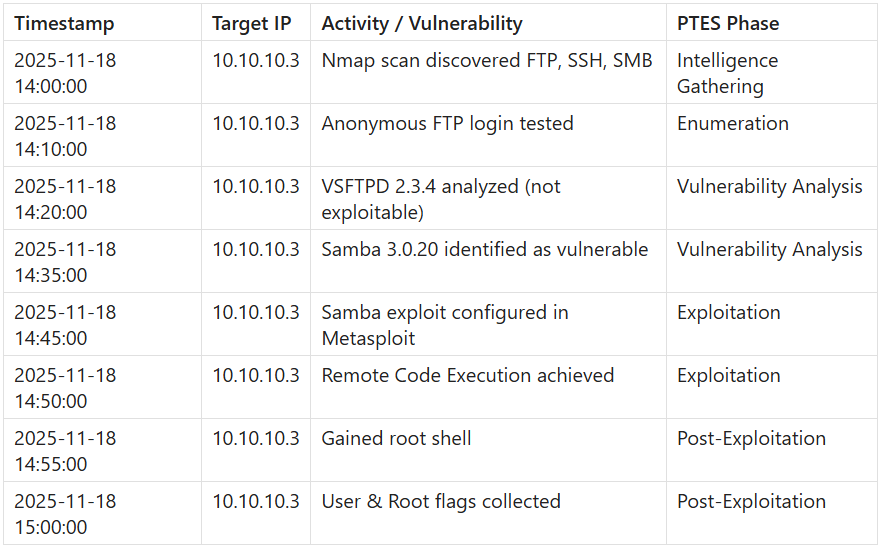 Timestamp Target IP Activity / Vulnerability PTES Phase
2025-11-18 10.10.10.3 Nmap scan discovered FTP, SSH, SMB Intelligence
14:00:00 Gathering
2025-11-18 10.10.10.3 Anonymous FTP login tested Enumeration
14:10:00
2025-11-18 10.10.10.3 VSFTPD 2.3.4 analyzed (not Vulnerability Analysis
14:20:00 exploitable)
2025-11-18 10.10.10.3 Samba 3.0.20 identified as vulnerable Vulnerability Analysis
14:35:00
2025-11-18 10.10.10.3 Samba exploit configured in Exploitation
14:45:00 Metasploit
2025-11-18 10.10.10.3 Remote Code Execution achieved Exploitation
14:50:00
2025-11-18 10.10.10.3 Gained root shell Post-Exploitation
14:55:00
2025-11-18 10.10.10.3 User & Root flags collected Post-Exploitation
15:00:00